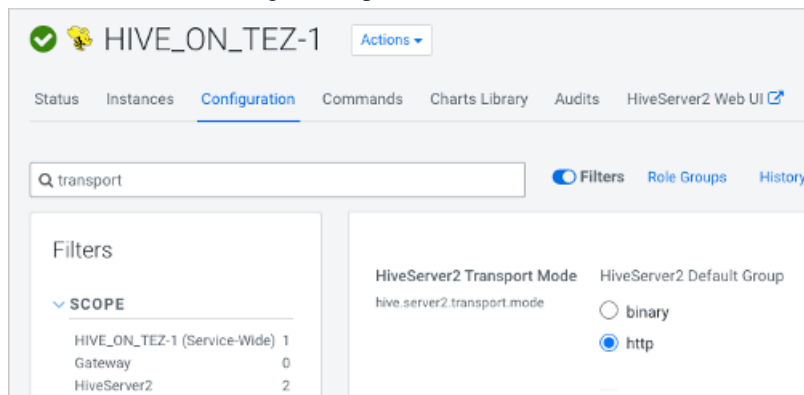 HIVE_ON_TEZ-1 Actions
Status Instances Configuration Commands Charts Library Audits HiveServer2 Web UI
transport
Filters Role Groups History
Filters
HiveServer2 Transport Mode HiveServer2 Default Group
hive.server2.transport.mode
binary
http
SCOPE
HIVE_ON_TEZ-1 (Service-Wide) 1
Gateway 0
HiveServer2 2